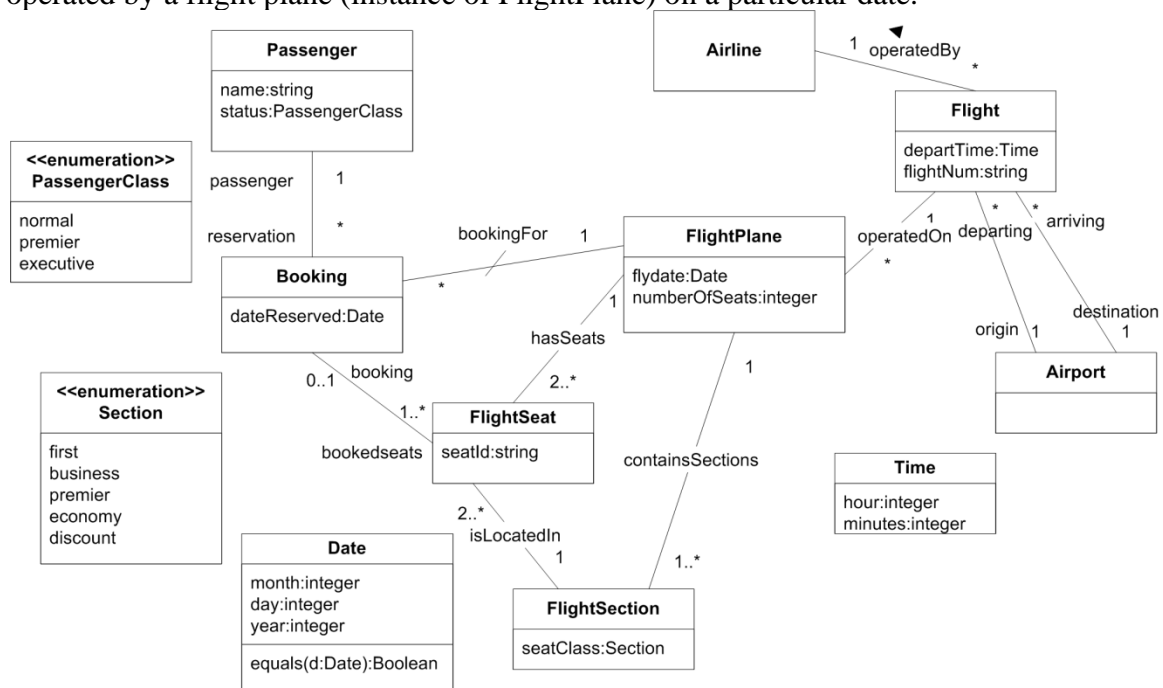 operated by a flight plane (instance of FlightPlane) on a particular date.
Passenger
name:string
status:PassengerClass
Airline
1
operatedBy
*
Flight
departTime:Time
flightNum:string
<<enumeration>>
PassengerClass
normal
premier
executive
passenger
1
reservation
*
bookingFor
1
*
FlightPlane
flydate:Date
numberOfSeats:integer
operatedOn
1
*
departing
*
*
arriving
Booking
dateReserved:Date
hasSeats
1
2..*
origin
1
destination
1
Airport
<<enumeration>>
Section
first
business
premier
economy
discount
0..1
booking
1..*
bookedseats
FlightSeat
seatId:string
1
containsSections
1..*
Time
hour:integer
minutes:integer
2..*
isLocatedIn
1
Date
month:integer
day:integer
year:integer
equals(d:Date):Boolean
FlightSection
seatClass:Section